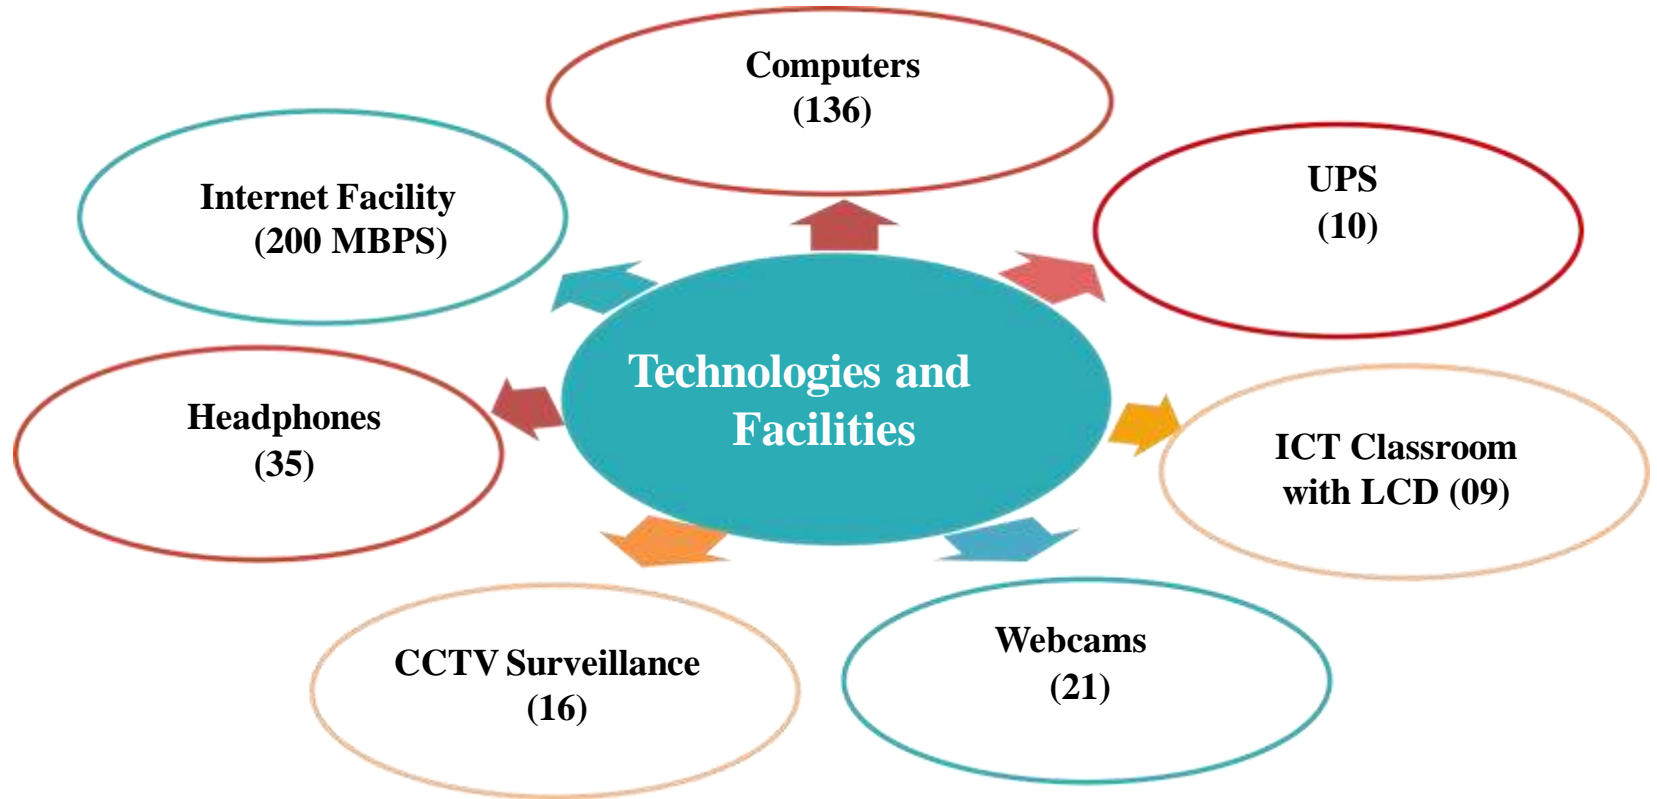 Computers
(136)
Internet Facility
(200 MBPS)
UPS
(10)
Technologies and
Facilities
Headphones
(35)
ICT Classroom
with LCD (09)
CCTV Surveillance
(16)
Webcams
(21)